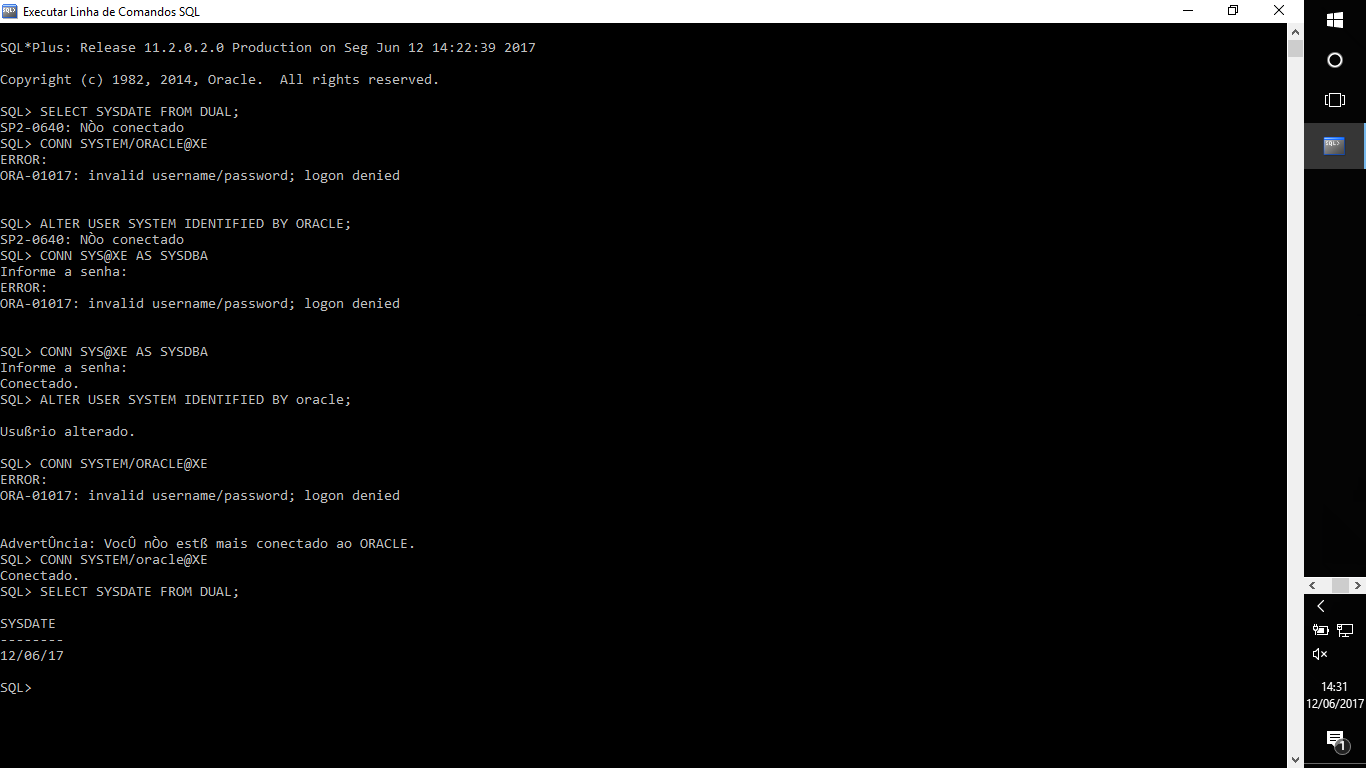 Executar Linha de Comandos SQL
SQL*Plus: Release 11.2.0.2.0 Production on Seg Jun 12 14:22:39 2017
Copyright (c) 1982, 2014, Oracle.  All rights reserved.
SQL> SELECT SYSDATE FROM DUAL;
SP2-0640: NÒo conectado
SQL> CONN SYSTEM/ORACLE@XE
ERROR:
ORA-01017: invalid username/password; logon denied
SQL> ALTER USER SYSTEM IDENTIFIED BY ORACLE;
SP2-0640: NÒo conectado
SQL> CONN SYS@XE AS SYSDBA
Informe a senha:
ERROR:
ORA-01017: invalid username/password; logon denied
SQL> CONN SYS@XE AS SYSDBA
Informe a senha:
Conectado.
SQL> ALTER USER SYSTEM IDENTIFIED BY oracle;
Usußrio alterado.
SQL> CONN SYSTEM/ORACLE@XE
ERROR:
ORA-01017: invalid username/password; logon denied
AdvertÛncia: VocÛ nÒo estß mais conectado ao ORACLE.
SQL> CONN SYSTEM/oracle@XE
Conectado.
SQL> SELECT SYSDATE FROM DUAL;
SYSDATE
--------
12/06/17
SQL>
SQL>
14:31
12/06/2017
1